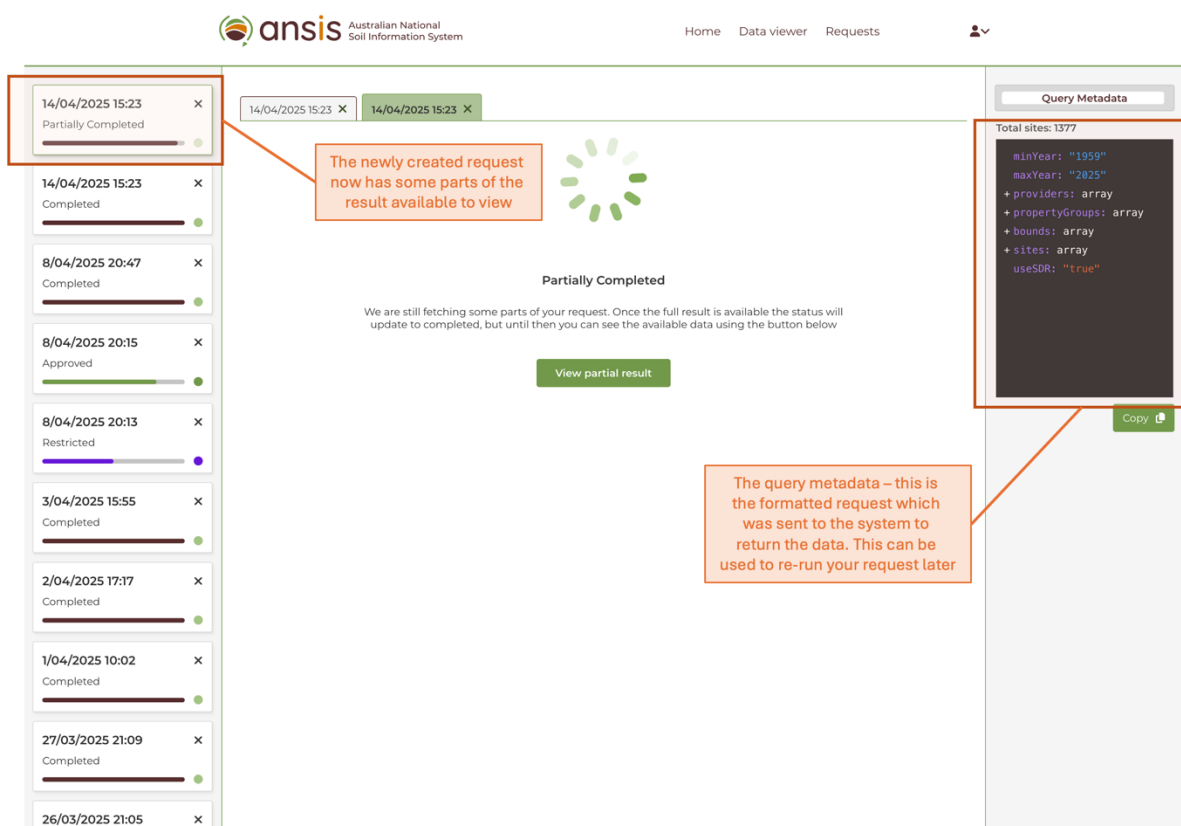 ansis
Australian National
Soil Information System
Home
Data viewer
Requests
14/04/2025 15:23
Partially Completed
14/04/2025 15:23
Completed
8/04/2025 20:47
Completed
8/04/2025 20:15
Approved
8/04/2025 20:13
Restricted
3/04/2025 15:55
Completed
2/04/2025 17:17
Completed
1/04/2025 10:02
Completed
27/03/2025 21:09
Completed
26/03/2025 21:05
14/04/2025 15:23
14/04/2025 15:23
The newly created request
now has some parts of the
result available to view
Partially Completed
We are still fetching some parts of your request. Once the full result is available the status will
update to completed, but until then you can see the available data using the button below
View partial result
Query Metadata
Total sites: 1377
minYear: "1959"
maxYear: "2025"
+ providers: array
+ propertyGroups: array
+ bounds: array
+ sites: array
useSDR: "true"
Copy
The query metadata – this is
the formatted request which
was sent to the system to
return the data. This can be
used to re-run your request later